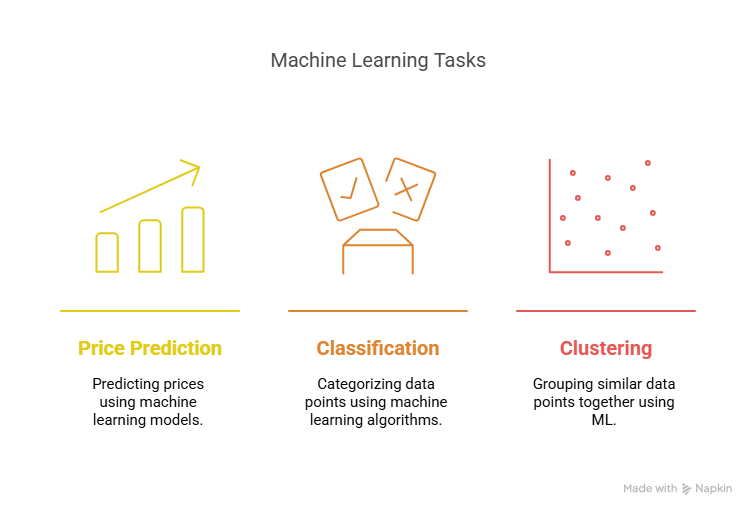 Machine Learning Tasks
Price Prediction
Predicting prices
using machine
learning models.
Classification
Categorizing data
points using machine
learning algorithms.
Clustering
Grouping similar data
points together using
ML.
Made with Napkin